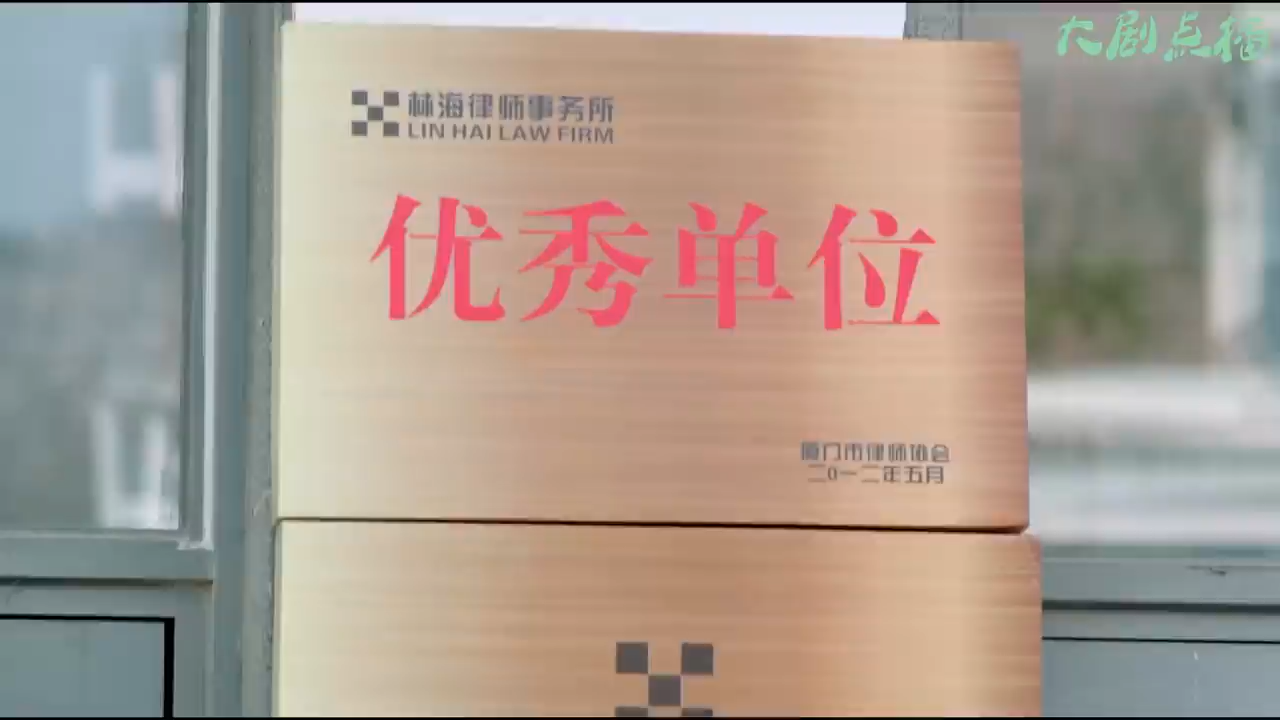 大剧点播
林海律师事务所
LIN HAI LAW FIRM
优秀单位
厦门市律师协会
二0一二年五月